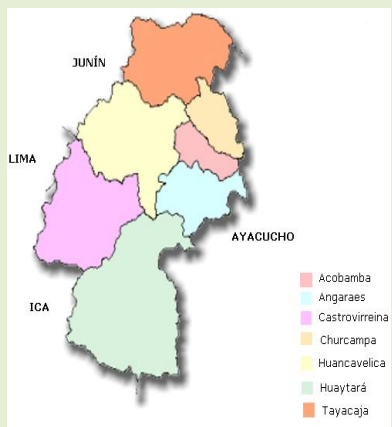 JUNÍN
LIMA
AYACUCHO
ICA
Acobamba
Angaraes
Castrovirreina
Churcampa
Huancavelica
Huaytará
Tayacaja